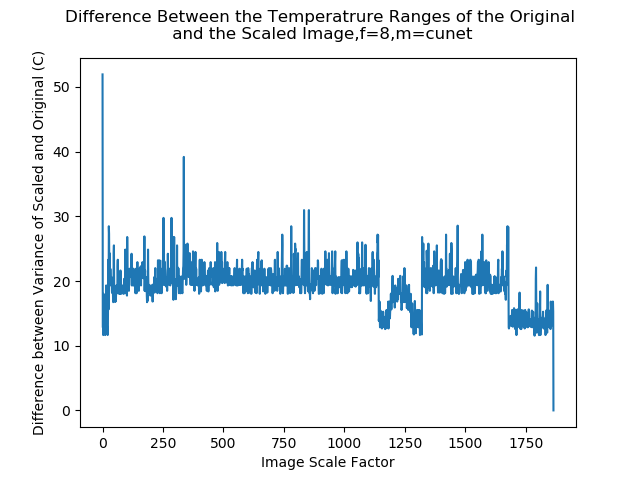 Difference Between the Temperatrure Ranges of the Original
and the Scaled Image,f=8,m=cunet
Difference between Variance of Scaled and Original (C)
50
40
30
20
10
0
0 250 500 750 1000 1250 1500 1750
Image Scale Factor